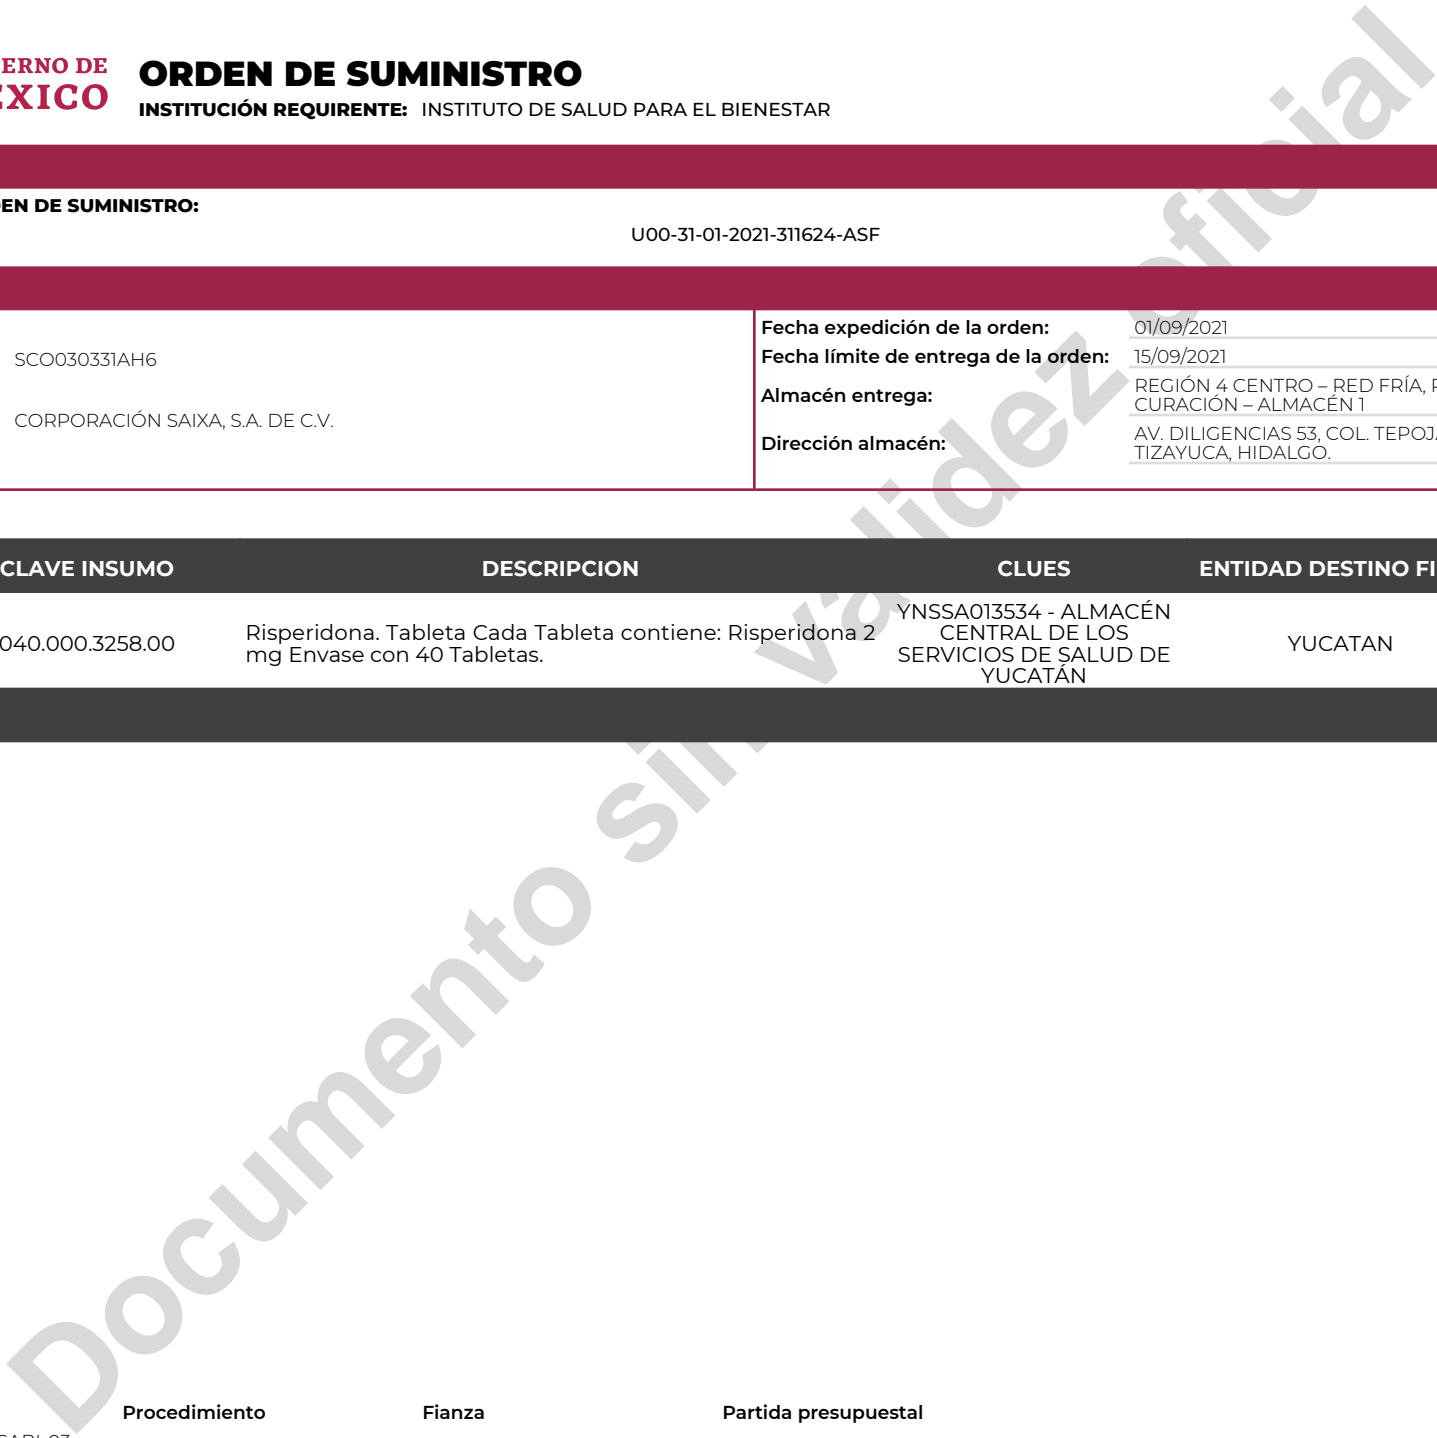 ERNO DE
EXICO
ORDEN DE SUMINISTRO
INSTITUCIÓN REQUIRENTE: INSTITUTO DE SALUD PARA EL BIENESTAR
EN DE SUMINISTRO:
U00-31-01-2021-311624-ASF
SCO030331AH6
CORPORACIÓN SAIXA, S.A. DE C.V.
Fecha expedición de la orden: 01/09/2021
Fecha límite de entrega de la orden: 15/09/2021
Almacén entrega: REGIÓN 4 CENTRO – RED FRÍA,
CURACIÓN – ALMACÉN 1
Dirección almacén: AV. DILIGENCIAS 53, COL. TEPOJA
TIZAYUCA, HIDALGO.
CLAVE INSUMO DESCRIPCION CLUES ENTIDAD DESTINO FI
040.000.3258.00
Risperidona. Tableta Cada Tableta contiene: Risperidona 2
mg Envase con 40 Tabletas.
YNSSA013534 - ALMACÉN
CENTRAL DE LOS
SERVICIOS DE SALUD DE
YUCATÁN
YUCATAN
Documento sin validez oficial
Procedimiento Fianza Partida presupuestal